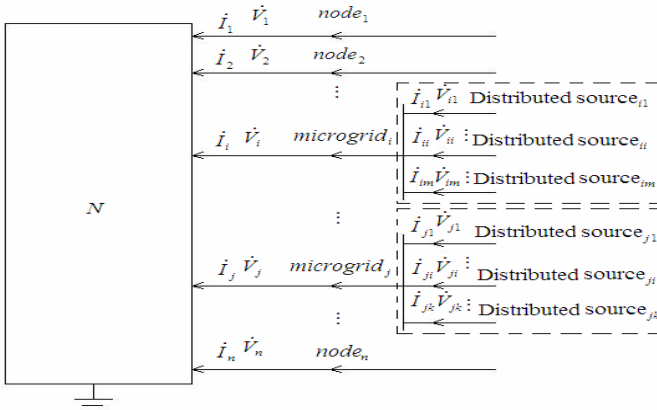 İ₁ V̇₁ node₁
İ₂ V̇₂ node₂
⋮
İᵢ₁ V̇ᵢ₁ Distributed sourceᵢ₁
İᵢ V̇ᵢ microgridᵢ İᵢᵢ V̇ᵢᵢ ⋮ Distributed sourceᵢᵢ
İᵢₘ V̇ᵢₘ ⋮ Distributed sourceᵢₘ
N
⋮
İⱼ₁ V̇ⱼ₁ Distributed sourceⱼ₁
İⱼ V̇ⱼ microgridⱼ İⱼᵢ V̇ⱼᵢ ⋮ Distributed sourceⱼᵢ
İⱼₖ V̇ⱼₖ ⋮ Distributed sourceⱼₖ
⋮
İₙ V̇ₙ nodeₙ